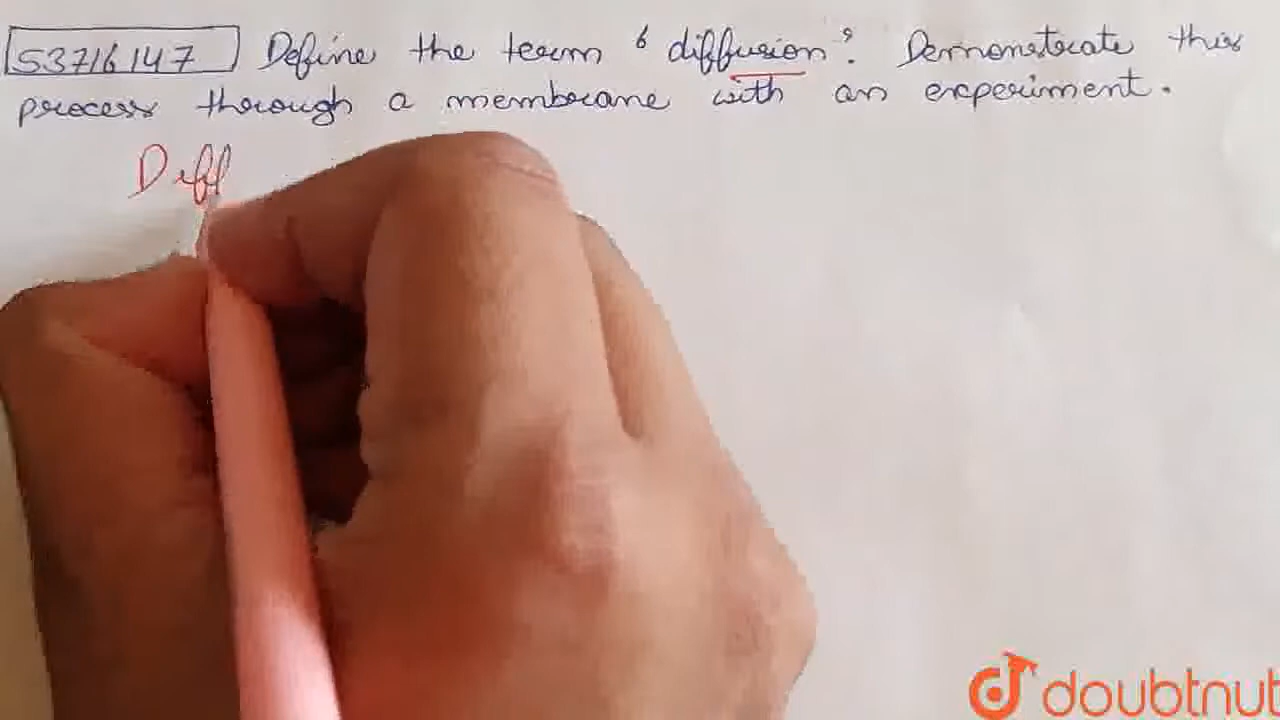 53716147 Define the term ‘diffusion’. Demonstrate this
process through a membrane with an experiment.
Diff
doubtnut